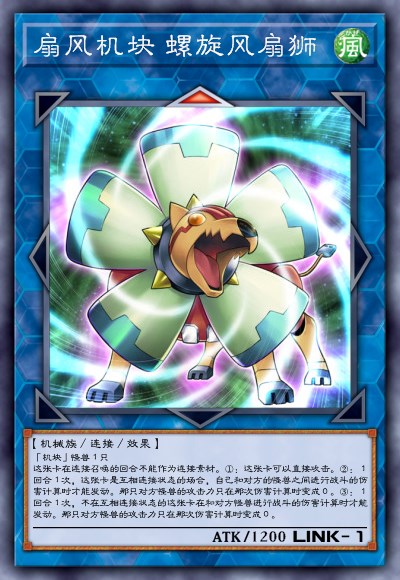 扇风机块 螺旋风扇狮
风
【机械族／连接／效果】
「机块」怪兽1只
这张卡在连接召唤的回合不能作为连接素材。①：这张卡可以直接攻击。②：1
回合1次，这张卡是互相连接状态的场合，自己和对方的怪兽之间进行战斗的伤
害计算时才能发动。那只对方怪兽的攻击力只在那次伤害计算时变成0。③：1
回合1次，不在互相连接状态的这张卡在和对方怪兽进行战斗的伤害计算时才能
发动。那只对方怪兽的攻击力只在那次伤害计算时变成0。
ATK/1200 LINK-1